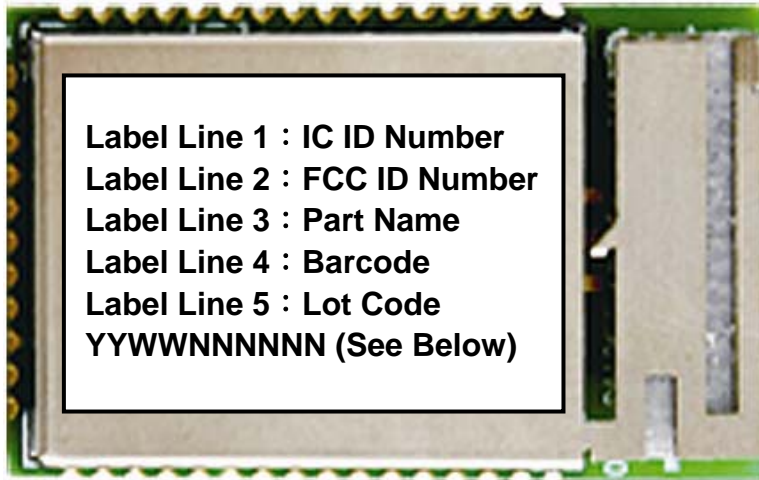 Label Line 1：IC ID Number
Label Line 2：FCC ID Number
Label Line 3：Part Name
Label Line 4：Barcode
Label Line 5：Lot Code
YYWWNNNNNN (See Below)